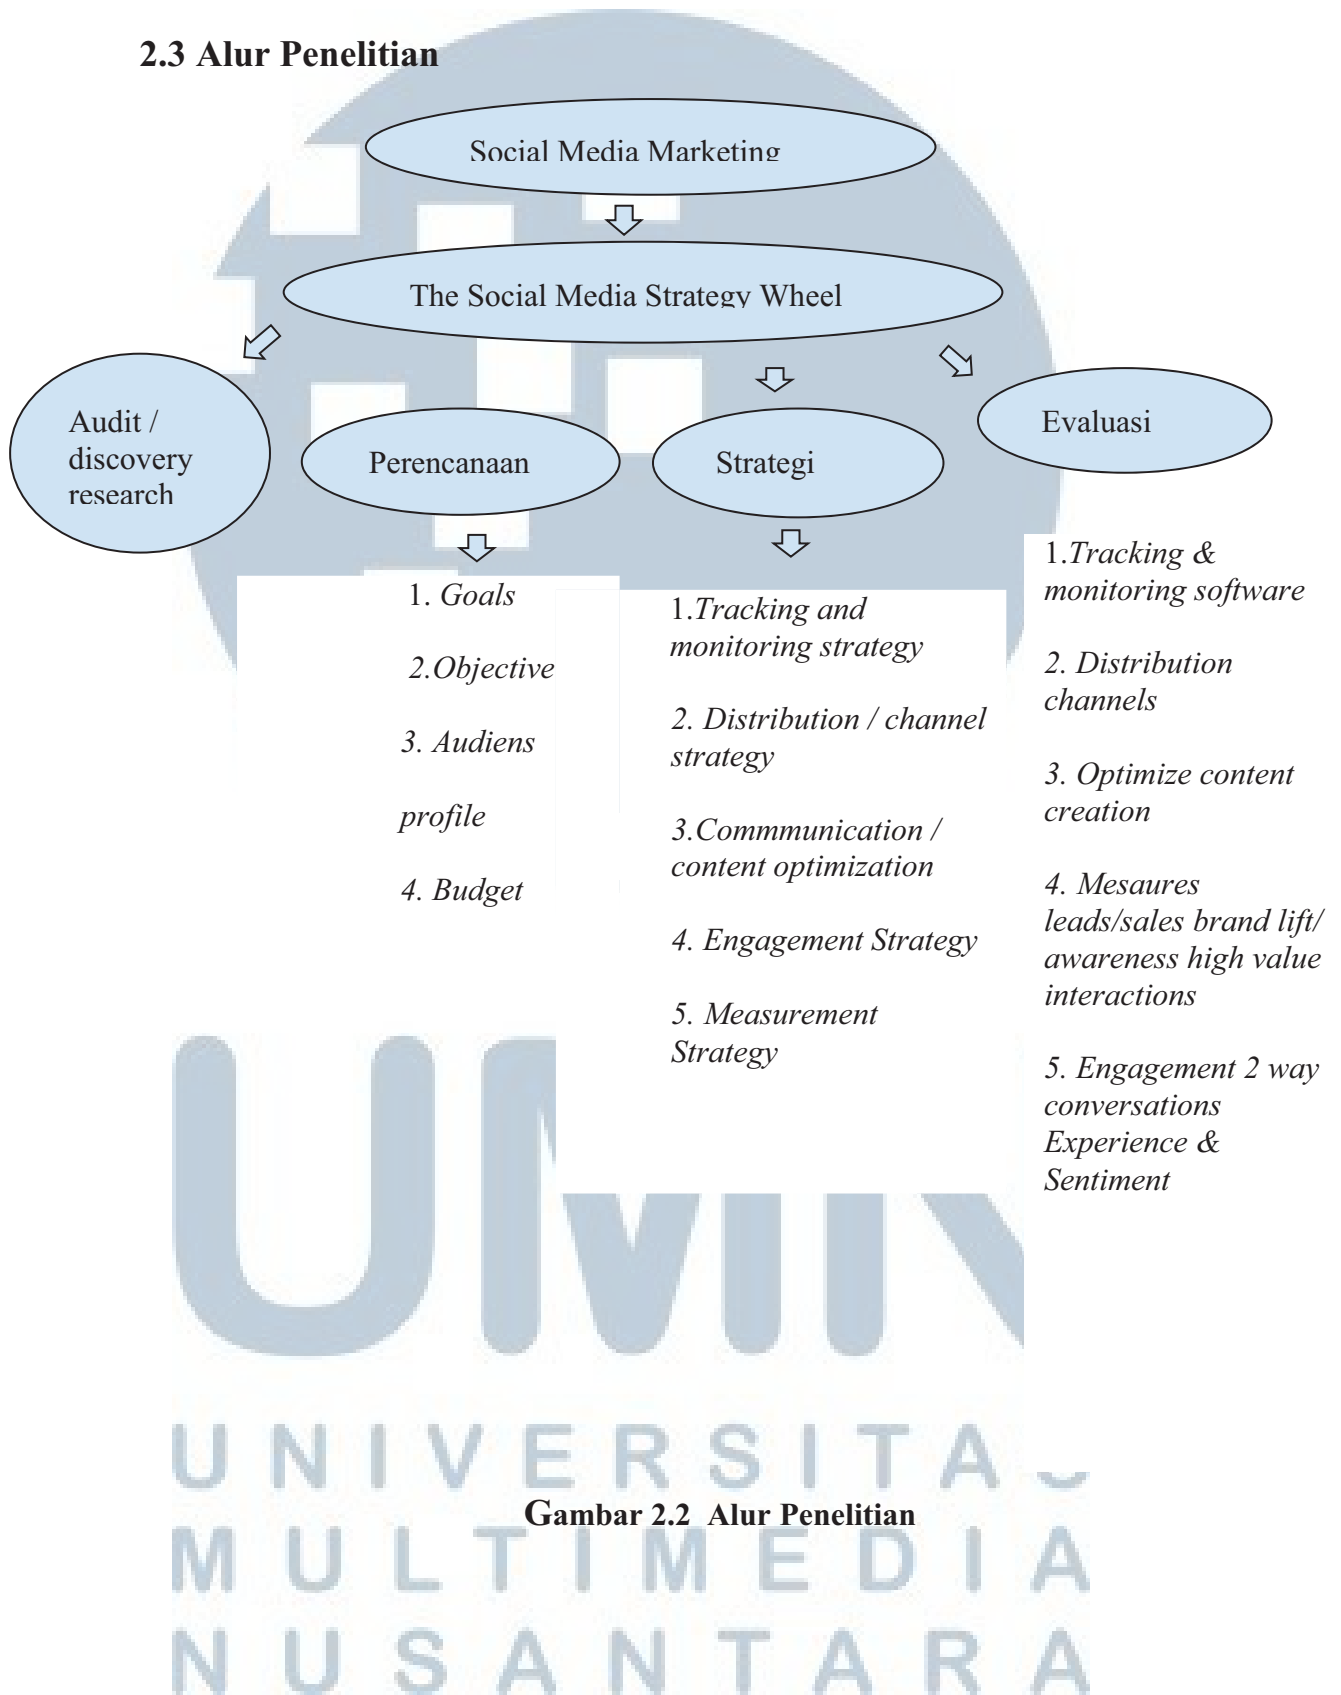 2.3 Alur Penelitian
Social Media Marketing
The Social Media Strategy Wheel
Audit /
discovery
research
Perencanaan
Strategi
Evaluasi
1. Goals
2.Objective
3. Audiens
profile
4. Budget
1.Tracking and
monitoring strategy
2. Distribution / channel
strategy
3.Commmunication /
content optimization
4. Engagement Strategy
5. Measurement
Strategy
1.Tracking &
monitoring software
2. Distribution
channels
3. Optimize content
creation
4. Mesaures
leads/sales brand lift/
awareness high value
interactions
5. Engagement 2 way
conversations
Experience &
Sentiment
Gambar 2.2 Alur Penelitian
UMN
UNIVERSITAS
MULTIMEDIA
NUSANTARA